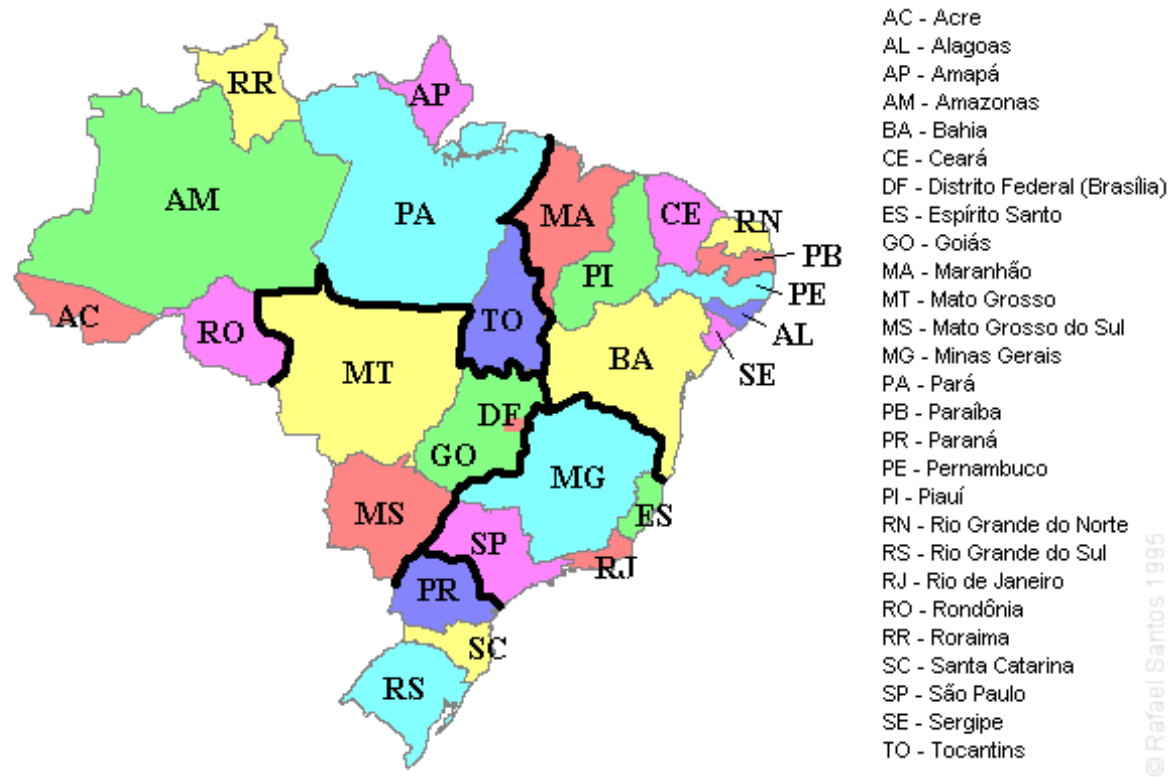 RR
AP
AM
PA
MA
CE
RN
PB
PI
PE
AC
RO
TO
AL
MT
BA
SE
DF
GO
MG
MS
ES
SP
RJ
PR
SC
RS
AC - Acre
AL - Alagoas
AP - Amapá
AM - Amazonas
BA - Bahia
CE - Ceará
DF - Distrito Federal (Brasília)
ES - Espírito Santo
GO - Goiás
MA - Maranhão
MT - Mato Grosso
MS - Mato Grosso do Sul
MG - Minas Gerais
PA - Pará
PB - Paraíba
PR - Paraná
PE - Pernambuco
PI - Piauí
RN - Rio Grande do Norte
RS - Rio Grande do Sul
RJ - Rio de Janeiro
RO - Rondônia
RR - Roraima
SC - Santa Catarina
SP - São Paulo
SE - Sergipe
TO - Tocantins
© Rafael Santos 1995